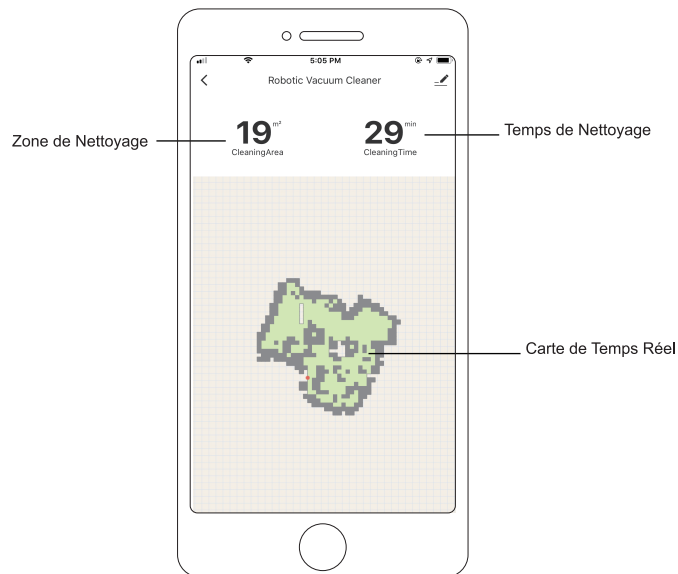 5:05 PM
Robotic Vacuum Cleaner
Zone de Nettoyage
19 m²
CleaningArea
29 min
CleaningTime
Temps de Nettoyage
Carte de Temps Réel